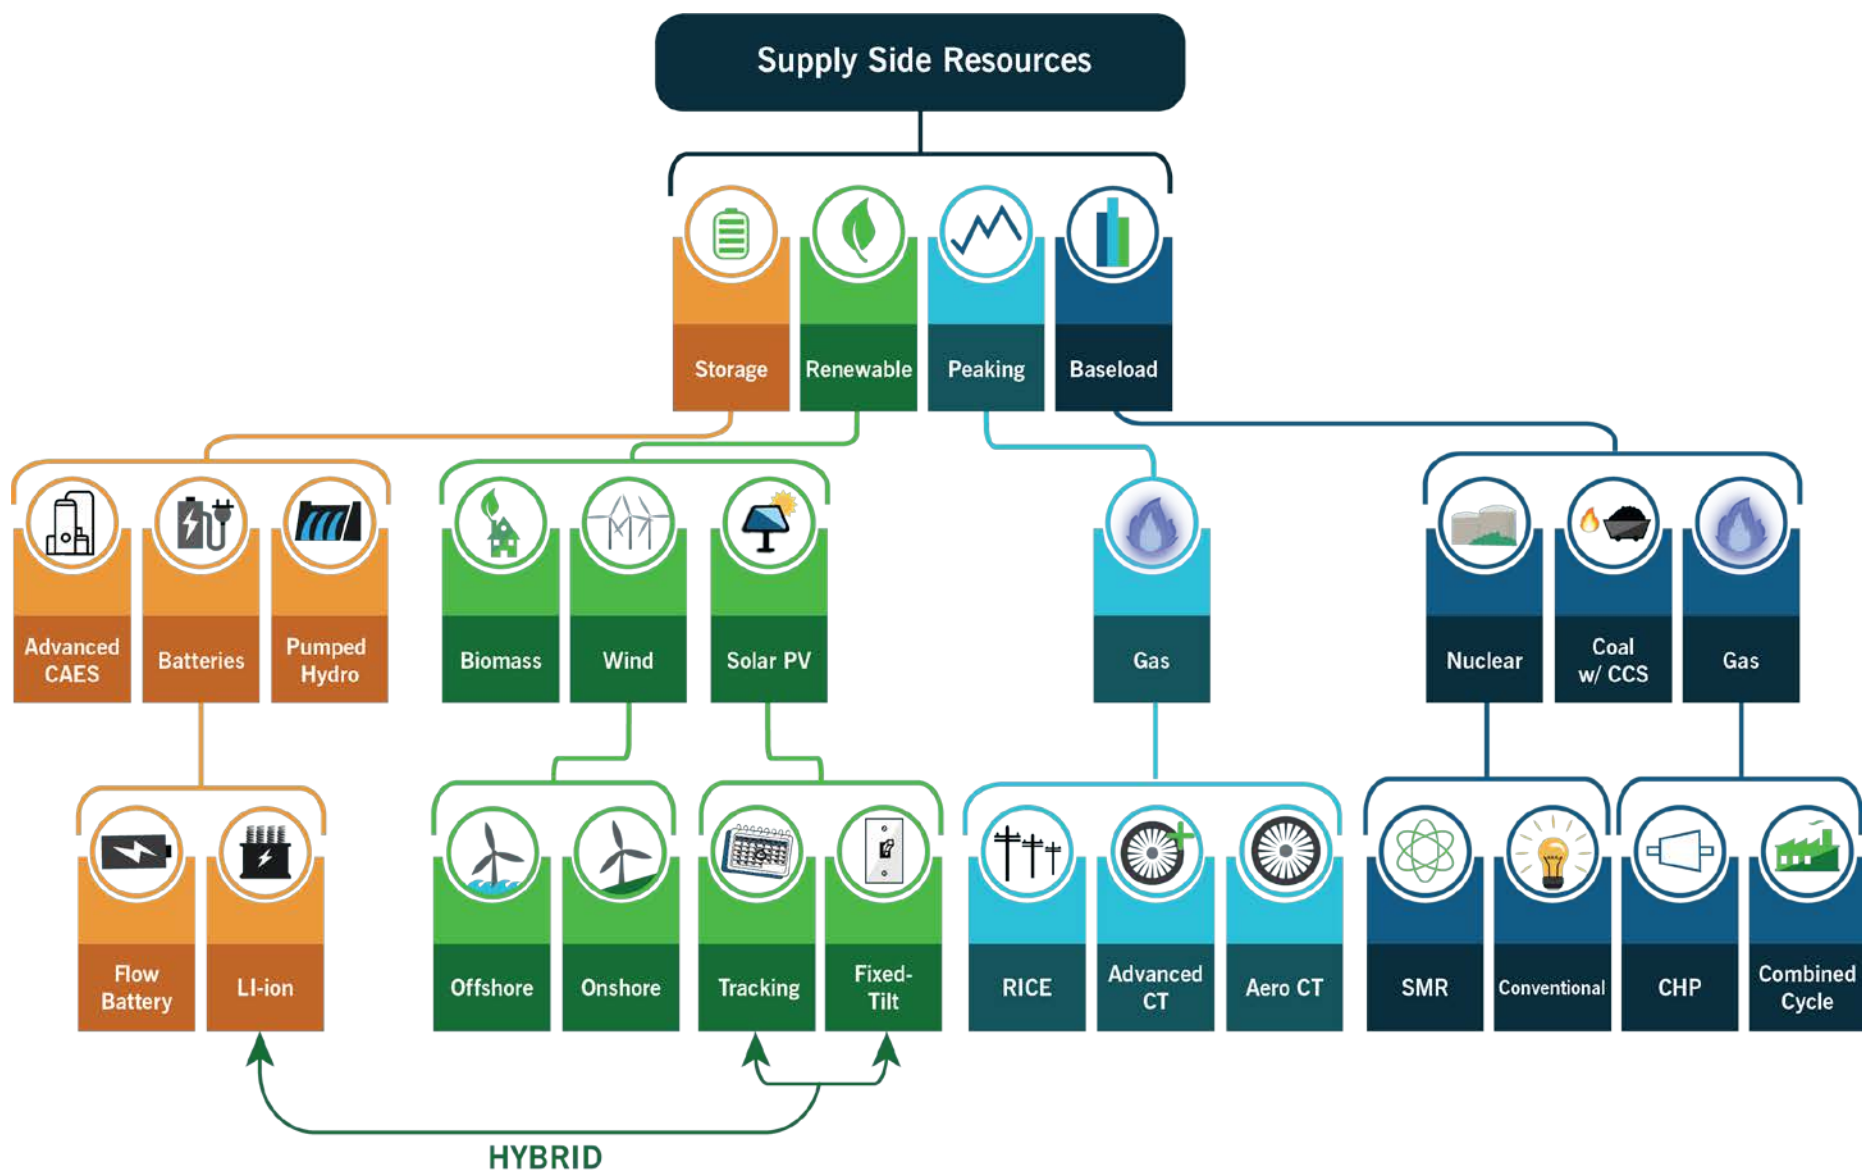 Supply Side Resources
Storage
Renewable
Peaking
Baseload
Advanced
CAES
Batteries
Pumped
Hydro
Biomass
Wind
Solar PV
Gas
Nuclear
Coal
w/ CCS
Gas
Flow
Battery
LI-ion
Offshore
Onshore
Tracking
Fixed-
Tilt
RICE
Advanced
CT
Aero CT
SMR
Conventional
CHP
Combined
Cycle
HYBRID